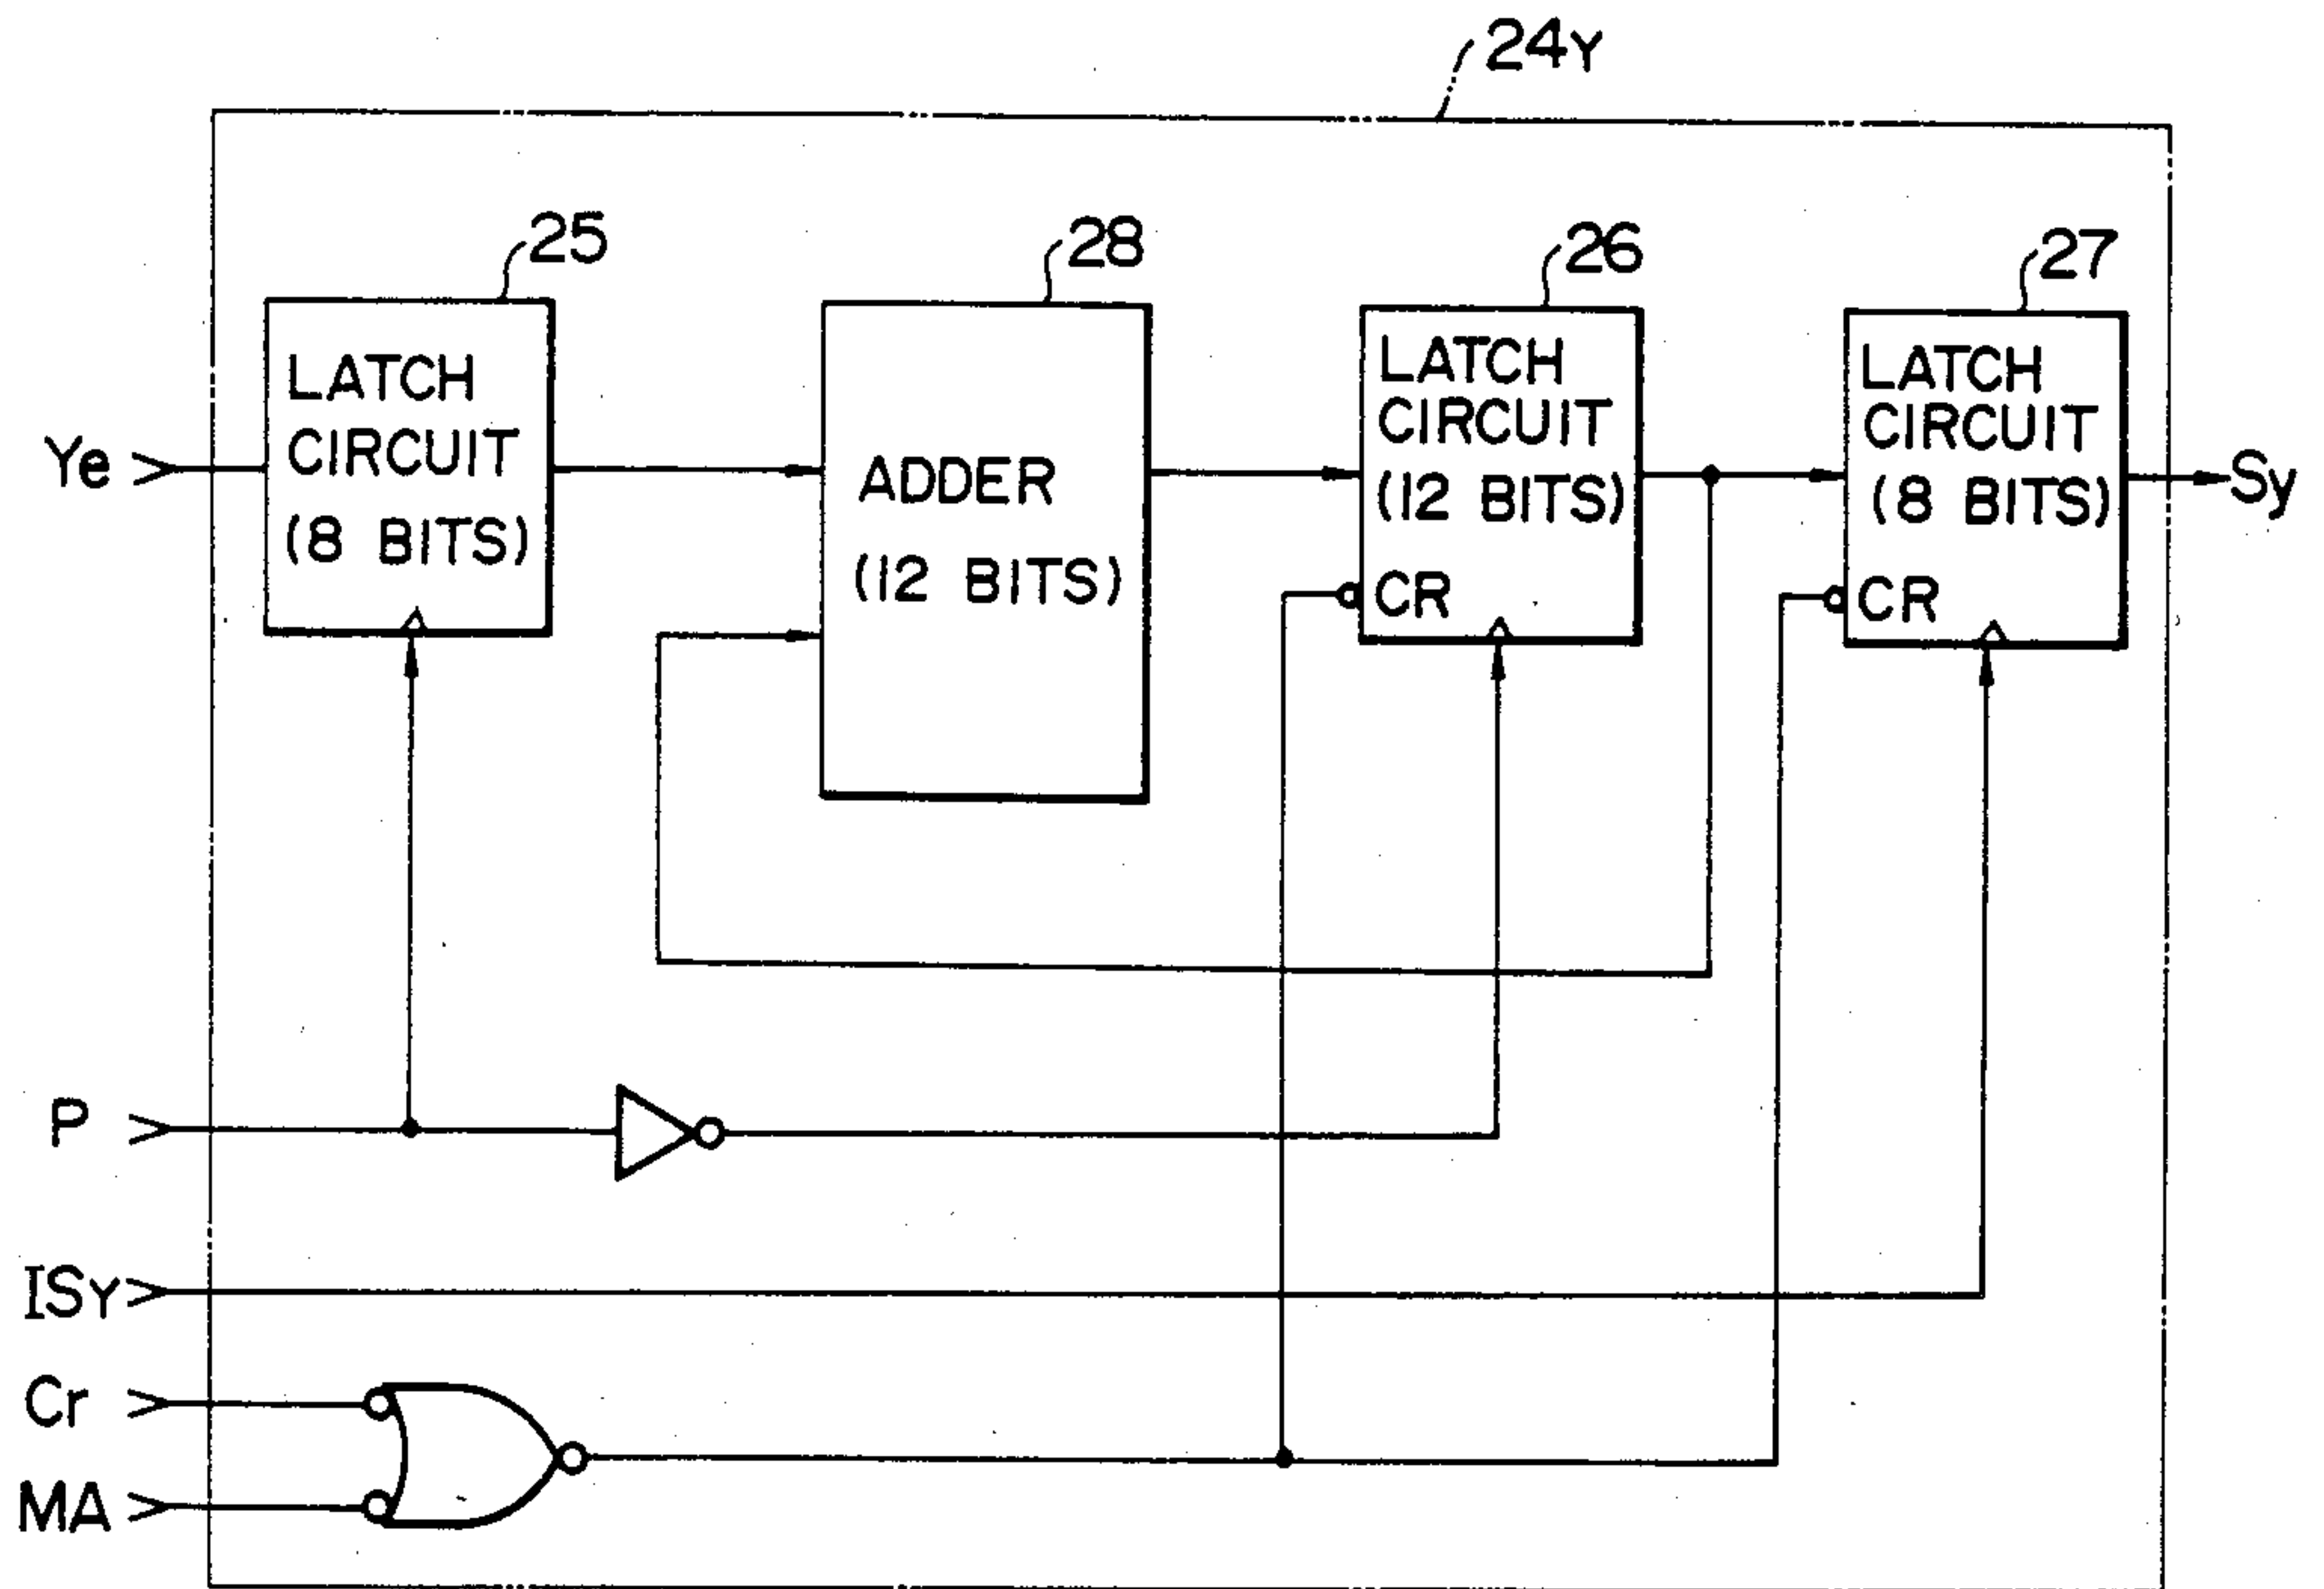 24Y
25
28
26
27
LATCH
CIRCUIT
(8 BITS)
ADDER
(12 BITS)
LATCH
CIRCUIT
(12 BITS)
CR
LATCH
CIRCUIT
(8 BITS)
CR
Ye
Sy
P
ISY
Cr
MA